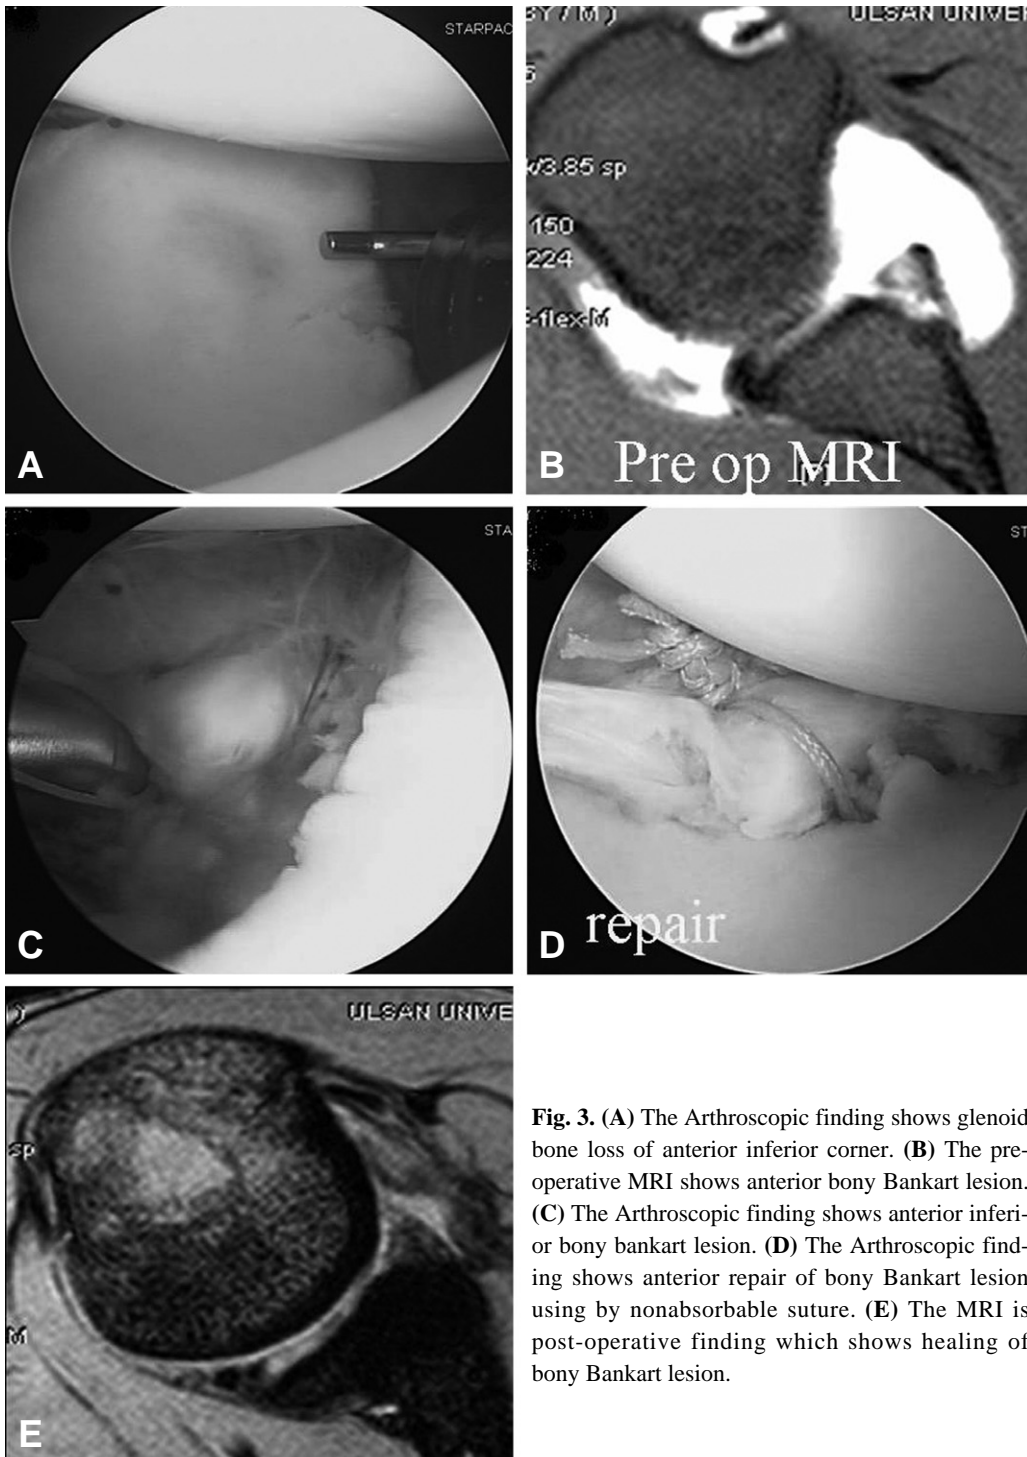 STARPAC
A
SY / M )
ULSAN UNIVER
/3.85 sp
150
224
-flex-M
B
Pre op MRI
STA
C
ST
D
repair
)
ULSAN UNIVE
sp
M
E
Fig. 3. (A) The Arthroscopic finding shows glenoid
bone loss of anterior inferior corner. (B) The pre-
operative MRI shows anterior bony Bankart lesion.
(C) The Arthroscopic finding shows anterior inferi-
or bony bankart lesion. (D) The Arthroscopic find-
ing shows anterior repair of bony Bankart lesion
using by nonabsorbable suture. (E) The MRI is
post-operative finding which shows healing of
bony Bankart lesion.